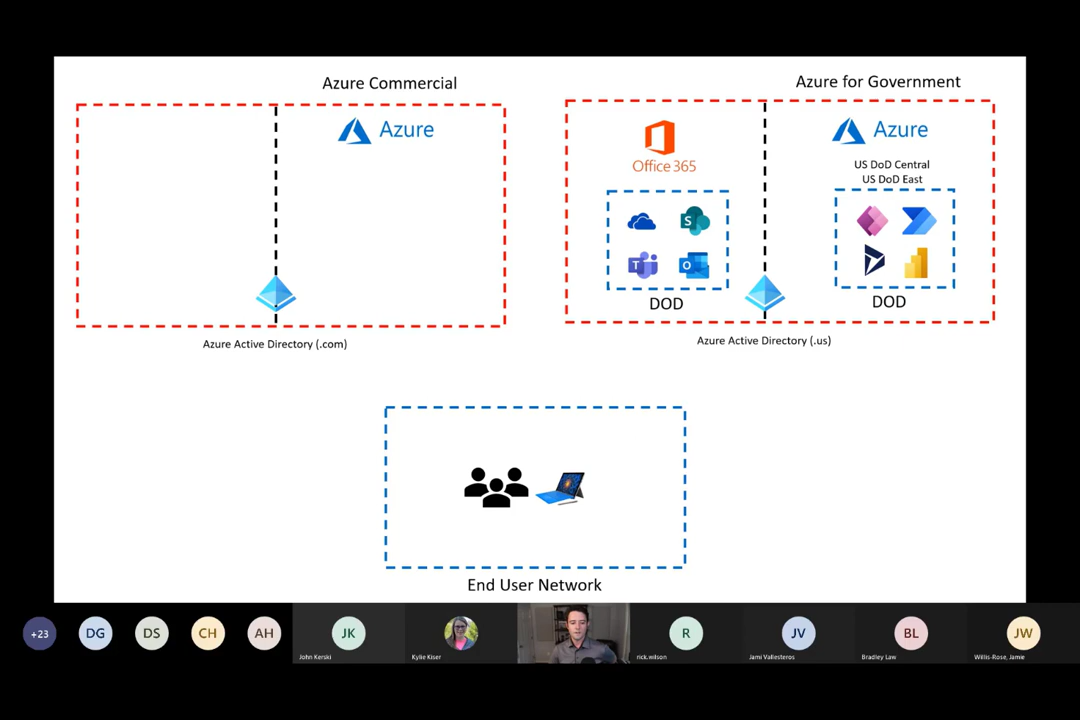 Azure Commercial
Azure for Government
Azure
Office 365
Azure
US DoD Central
US DoD East
S
T
O
DOD
DOD
Azure Active Directory (.com)
Azure Active Directory (.us)
End User Network
+23
DG
DS
CH
AH
JK
R
JV
BL
JW
John Kerski
Kylie Kiser
rick.wilson
Jami Vallesteros
Bradley Law
Willis-Rose, Jamie